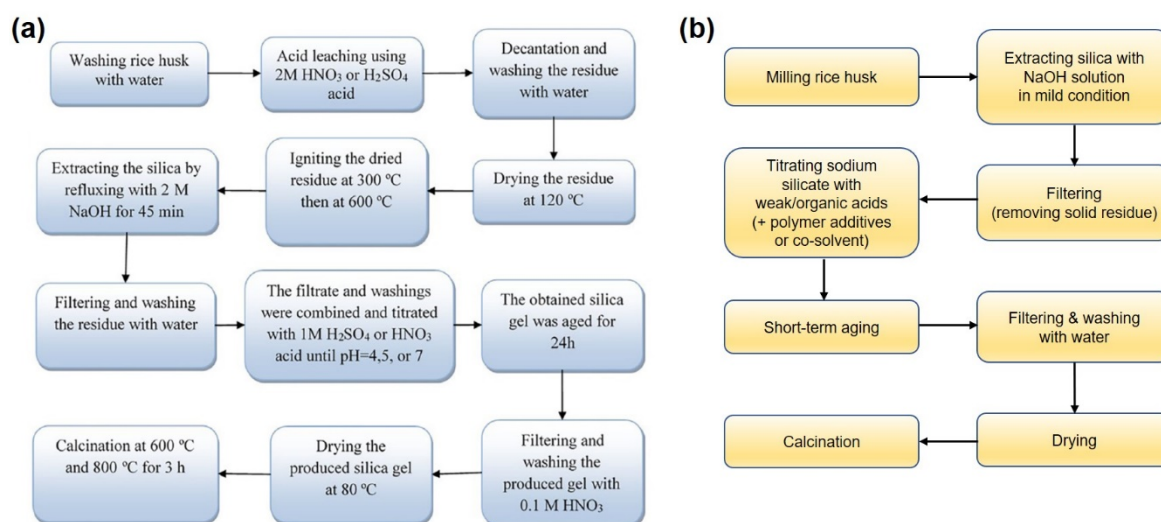 (a)
Washing rice husk
with water
Acid leaching using
2M HNO₃ or H₂SO₄
acid
Decantation and
washing the residue
with water
Drying the residue
at 120 ºC
Igniting the dried
residue at 300 ºC
then at 600 ºC
Extracting the silica by
refluxing with 2 M
NaOH for 45 min
Filtering and washing
the residue with water
The filtrate and washings
were combined and titrated
with 1M H₂SO₄ or HNO₃
acid until pH=4,5, or 7
The obtained silica
gel was aged for
24h
Filtering and
washing the
produced gel with
0.1 M HNO₃
Drying the
produced silica gel
at 80 ºC
Calcination at 600 ºC
and 800 ºC for 3 h
(b)
Milling rice husk
Extracting silica with
NaOH solution
in mild condition
Filtering
(removing solid residue)
Titrating sodium
silicate with
weak/organic acids
(+ polymer additives
or co-solvent)
Short-term aging
Filtering & washing
with water
Drying
Calcination